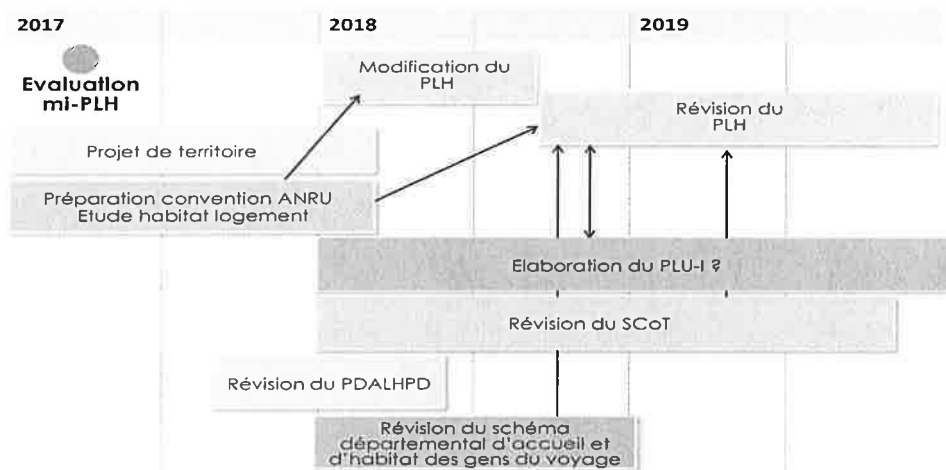 2017
2018
2019
Evaluation
mi-PLH
Modification du
PLH
Révision du
PLH
Projet de territoire
Préparation convention ANRU
Etude habitat logement
Elaboration du PLU-I ?
Révision du SCoT
Révision du PDALHPD
Révision du schéma
départemental d'accueil et
d'habitat des gens du voyage